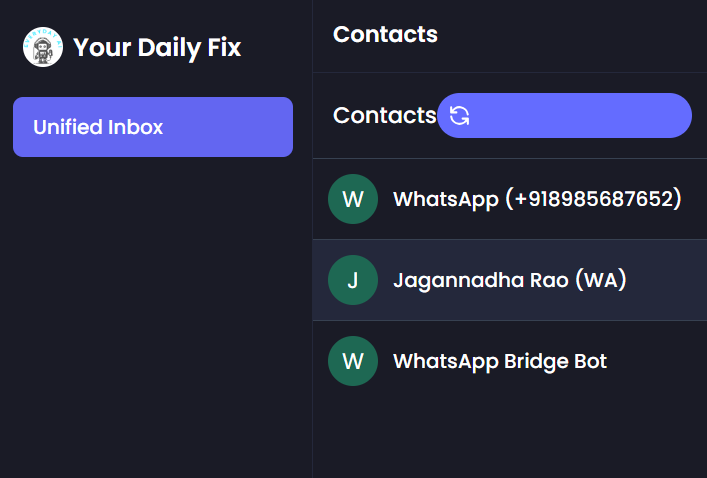 Your Daily Fix
Unified Inbox
Contacts
Contacts
W
WhatsApp (+918985687652)
J
Jagannadha Rao (WA)
W
WhatsApp Bridge Bot